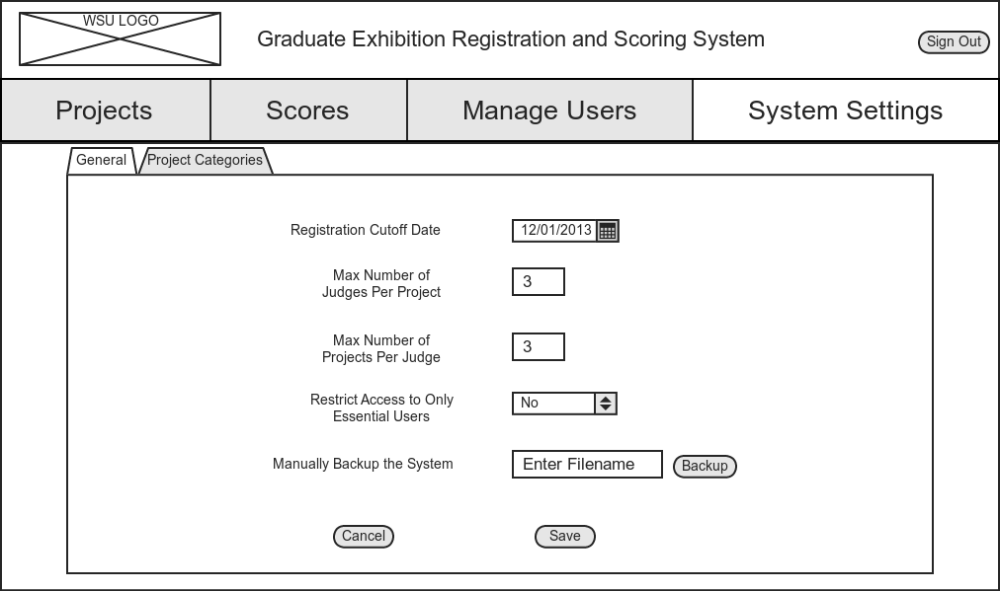 WSU LOGO
Graduate Exhibition Registration and Scoring System
Sign Out
Projects
Scores
Manage Users
System Settings
General
Project Categories
Registration Cutoff Date
12/01/2013
Max Number of
Judges Per Project
3
Max Number of
Projects Per Judge
3
Restrict Access to Only
Essential Users
No
Manually Backup the System
Enter Filename
Backup
Cancel
Save